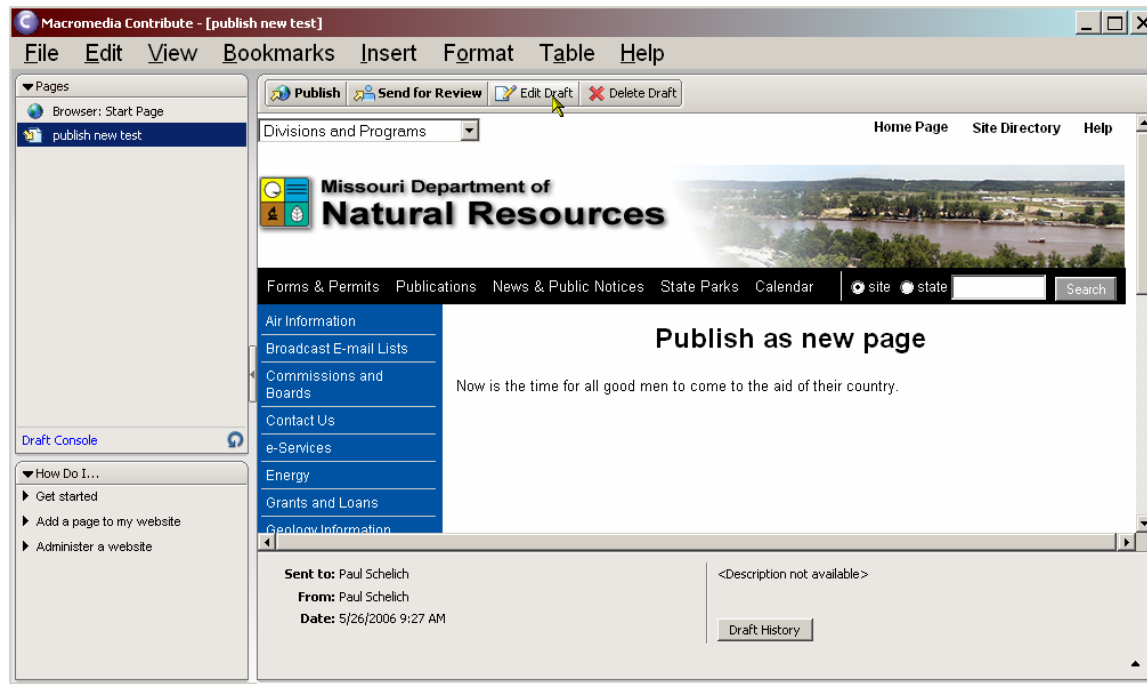 Macromedia Contribute - [publish new test]
File Edit View Bookmarks Insert Format Table Help
Pages
Browser: Start Page
publish new test
Draft Console
How Do I...
Get started
Add a page to my website
Administer a website
Publish Send for Review Edit Draft Delete Draft
Divisions and Programs
Home Page Site Directory Help
Missouri Department of
Natural Resources
Forms & Permits Publications News & Public Notices State Parks Calendar site state Search
Air Information
Broadcast E-mail Lists
Commissions and
Boards
Contact Us
e-Services
Energy
Grants and Loans
Geology Information
Publish as new page
Now is the time for all good men to come to the aid of their country.
Sent to: Paul Schelich
From: Paul Schelich
Date: 5/26/2006 9:27 AM
<Description not available>
Draft History